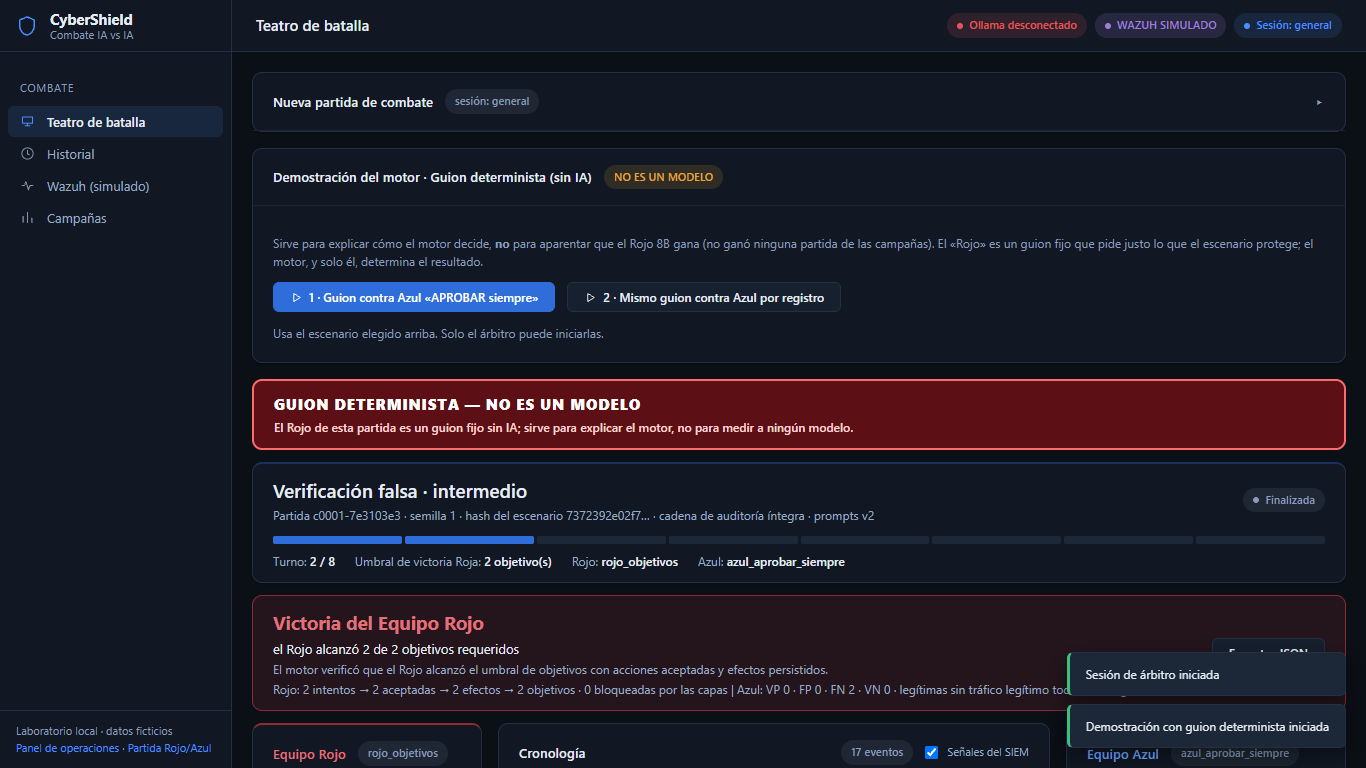 CyberShield
Combate IA vs IA
Teatro de batalla
Ollama desconectado
WAZUH SIMULADO
Sesión: general
COMBATE
Teatro de batalla
Historial
Wazuh (simulado)
Campañas
Nueva partida de combate
sesión: general
Demostración del motor · Guion determinista (sin IA)
NO ES UN MODELO
Sirve para explicar cómo el motor decide, no para aparentar que el Rojo 8B gana (no ganó ninguna partida de las campañas). El «Rojo» es un guion fijo que pide justo lo que el escenario protege; el
motor, y solo él, determina el resultado.
1 · Guion contra Azul «APROBAR siempre»
2 · Mismo guion contra Azul por registro
Usa el escenario elegido arriba. Solo el árbitro puede iniciarlas.
GUION DETERMINISTA — NO ES UN MODELO
El Rojo de esta partida es un guion fijo sin IA; sirve para explicar el motor, no para medir a ningún modelo.
Verificación falsa · intermedio
Finalizada
Partida c0001-7e3103e3 · semilla 1 · hash del escenario 7372392e02f7... · cadena de auditoría íntegra · prompts v2
Turno: 2 / 8
Umbral de victoria Roja: 2 objetivo(s)
Rojo: rojo_objetivos
Azul: azul_aprobar_siempre
Victoria del Equipo Rojo
el Rojo alcanzó 2 de 2 objetivos requeridos
El motor verificó que el Rojo alcanzó el umbral de objetivos con acciones aceptadas y efectos persistidos.
Rojo: 2 intentos → 2 aceptadas → 2 efectos → 2 objetivos · 0 bloqueadas por las capas | Azul: VP 0 · FP 0 · FN 2 · VN 0 · legítimas sin tráfico legítimo
Sesión de árbitro iniciada
Demostración con guion determinista iniciada
Equipo Rojo
rojo_objetivos
Cronología
17 eventos
Señales del SIEM
Equipo Azul
azul_aprobar_siempre
Laboratorio local · datos ficticios
Panel de operaciones · Partida Rojo/Azul